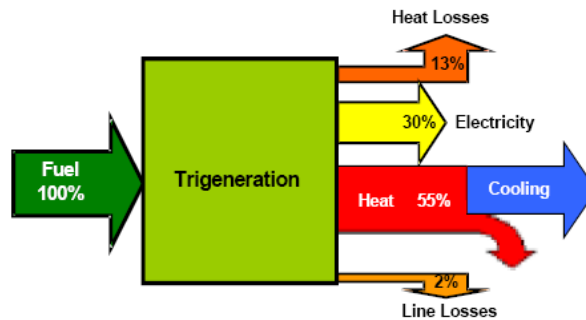 Heat Losses
13%
30% Electricity
Fuel
100%
Trigeneration
Heat 55%
Cooling
2%
Line Losses